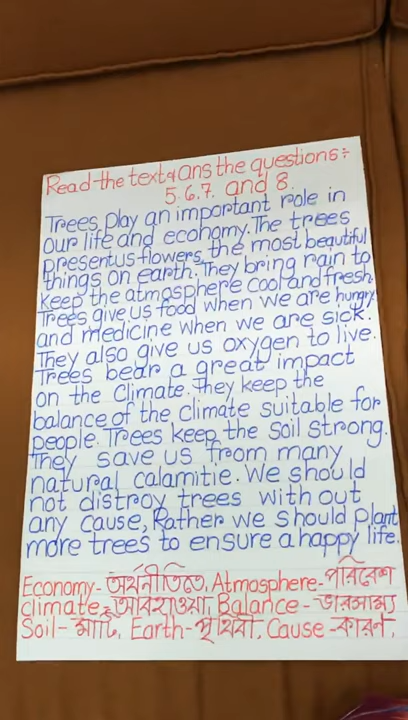 Read the text & ans the questions÷
5. 6. 7. and 8.
Trees play an important role in
our life and economy. The trees
present us flowers, the most beautiful
things on earth. They bring rain to
keep the atmosphere cool and fresh.
Trees give us food when we are hungry
and medicine when we are sick.
They also give us oxygen to live.
Trees bear a great impact
on the Climate. They keep the
balance of the climate suitable for
people. Trees keep the Soil strong.
They save us from many
natural calamitie. We should
not distroy trees with out
any cause, Rather we should plant
more trees to ensure a happy life.
Economy - অর্থনীতিতে, Atmosphere - পরিবেশ
climate - আবহাওয়া, Balance - ভারসাম্য
Soil - মাটি, Earth - পৃথিবী, Cause - কারণ,